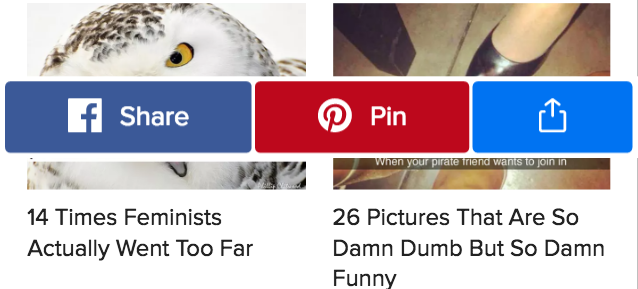 Share
Pin
When your pirate friend wants to join in
14 Times Feminists
Actually Went Too Far
26 Pictures That Are So
Damn Dumb But So Damn
Funny